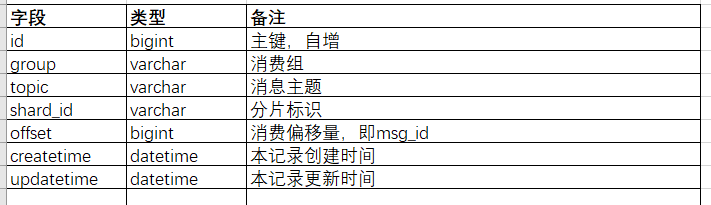 字段 类型 备注
id bigint 主键，自增
group varchar 消费组
topic varchar 消息主题
shard_id varchar 分片标识
offset bigint 消费偏移量，即msg_id
createtime datetime 本记录创建时间
updatetime datetime 本记录更新时间